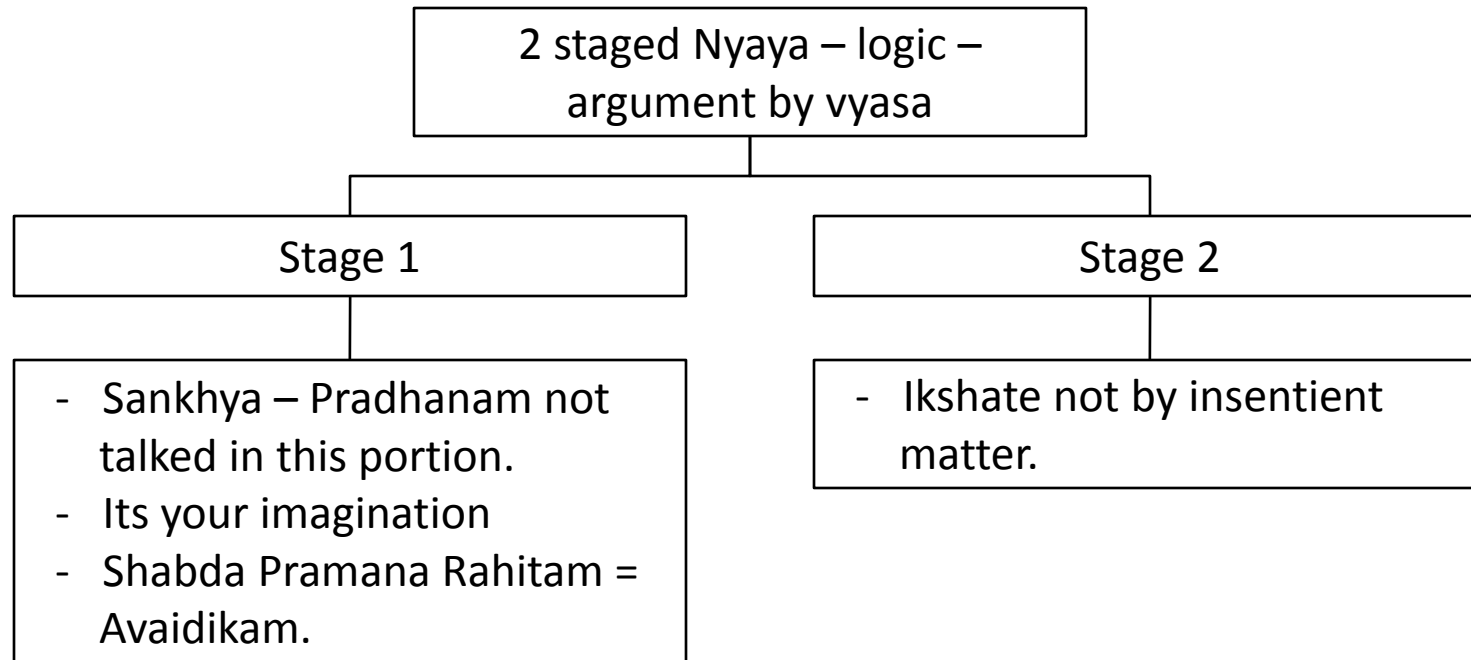 2 staged Nyaya – logic –
argument by vyasa
Stage 1
Stage 2
- Sankhya – Pradhanam not
talked in this portion.
- Its your imagination
- Shabda Pramana Rahitam =
Avaidikam.
- Ikshate not by insentient
matter.